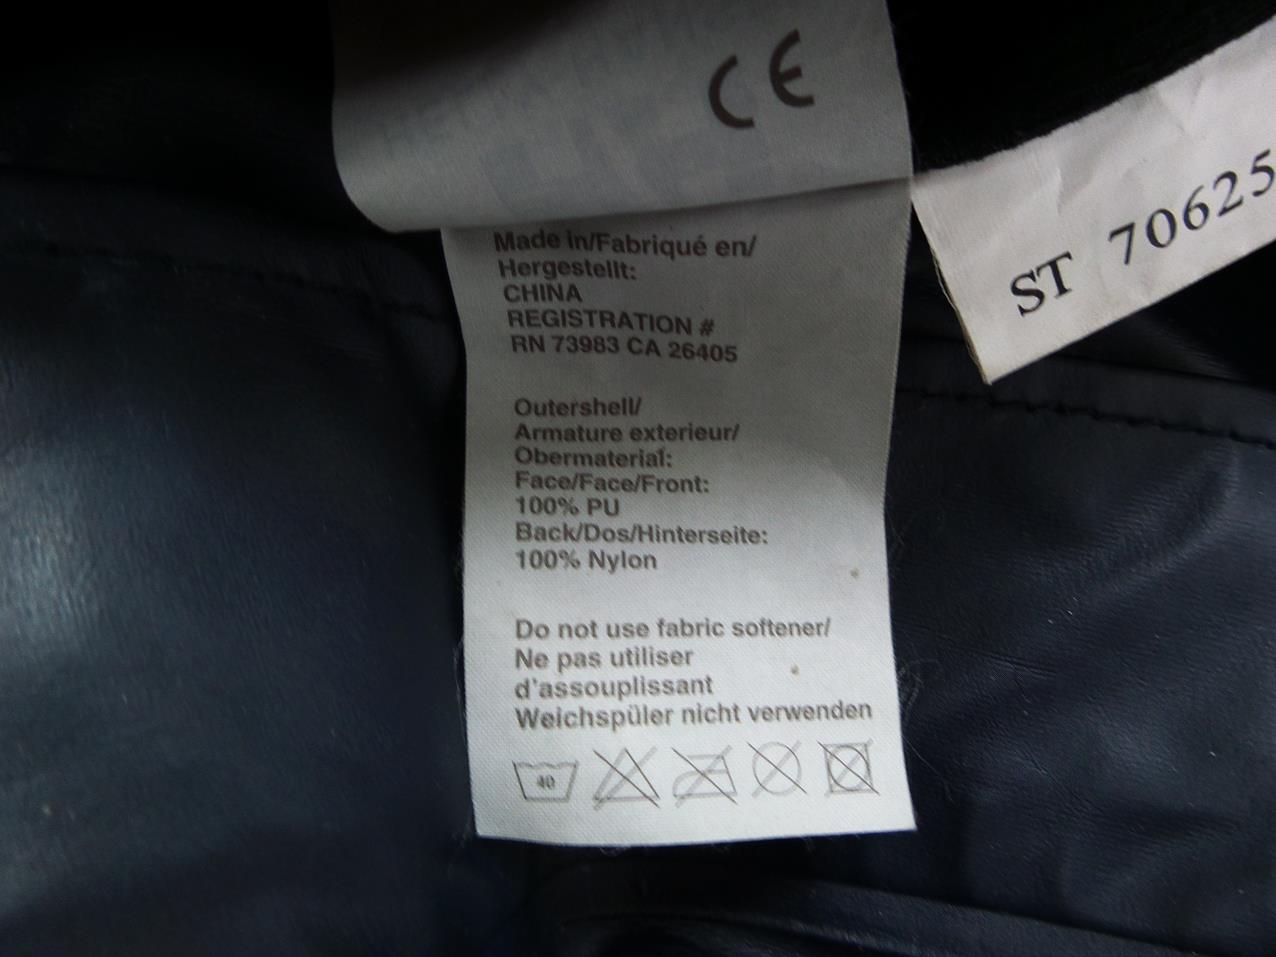 CE
ST 70625
Made in/Fabriqué en/
Hergestellt:
CHINA
REGISTRATION #
RN 73983 CA 26405
Outershell/
Armature exterieur/
Obermaterial:
Face/Face/Front:
100% PU
Back/Dos/Hinterseite:
100% Nylon
Do not use fabric softener/
Ne pas utiliser
d'assouplissant
Weichspüler nicht verwenden
40